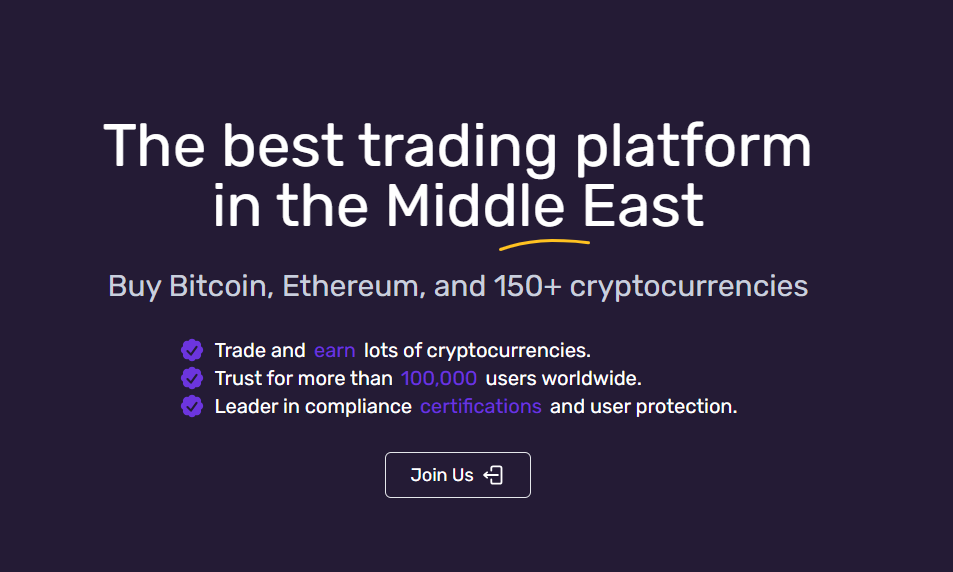 The best trading platform
in the Middle East
Buy Bitcoin, Ethereum, and 150+ cryptocurrencies
Trade and earn lots of cryptocurrencies.
Trust for more than 100,000 users worldwide.
Leader in compliance certifications and user protection.
Join Us